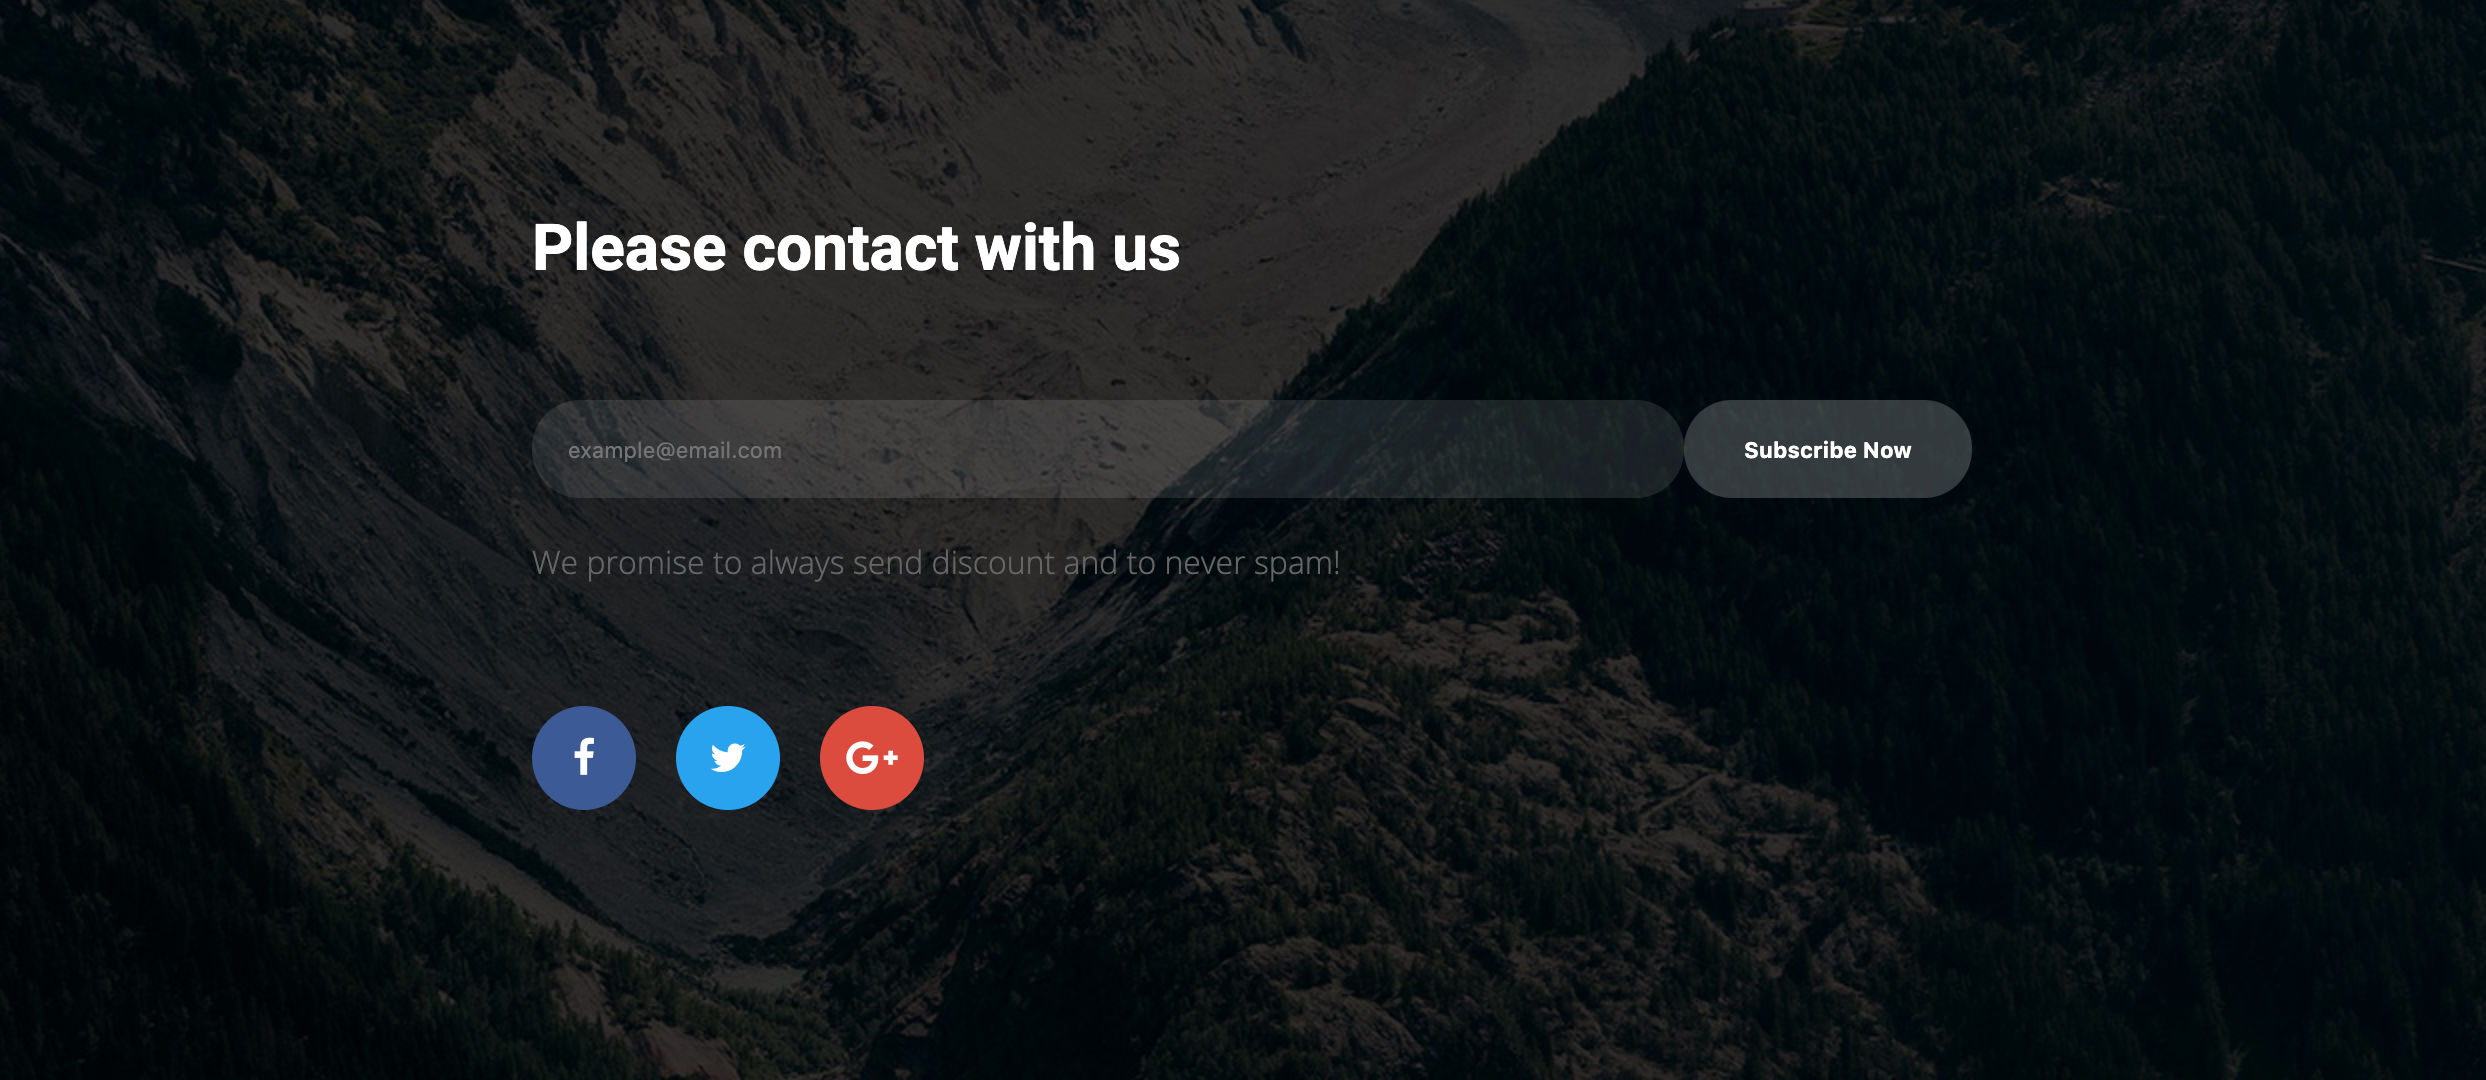 Please contact with us
example@email.com
Subscribe Now
We promise to always send discount and to never spam!
f
G+